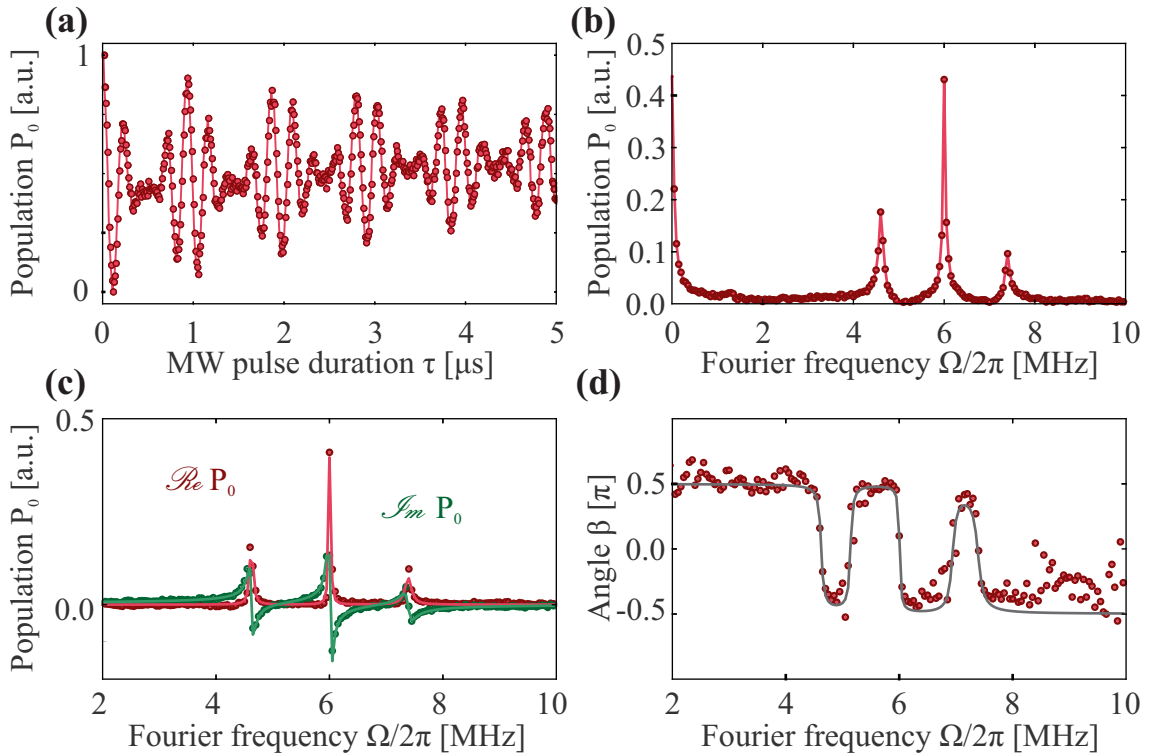 (a)
Population P0 [a.u.]
1
0
0 1 2 3 4 5
MW pulse duration τ [μs]
(b)
Population P0 [a.u.]
0.5
0.4
0.3
0.2
0.1
0.0
0 2 4 6 8 10
Fourier frequency Ω/2π [MHz]
(c)
Population P0 [a.u.]
0.5
0.0
Re P0
Im P0
2 4 6 8 10
Fourier frequency Ω/2π [MHz]
(d)
Angle β [π]
0.5
0.0
-0.5
2 4 6 8 10
Fourier frequency Ω/2π [MHz]